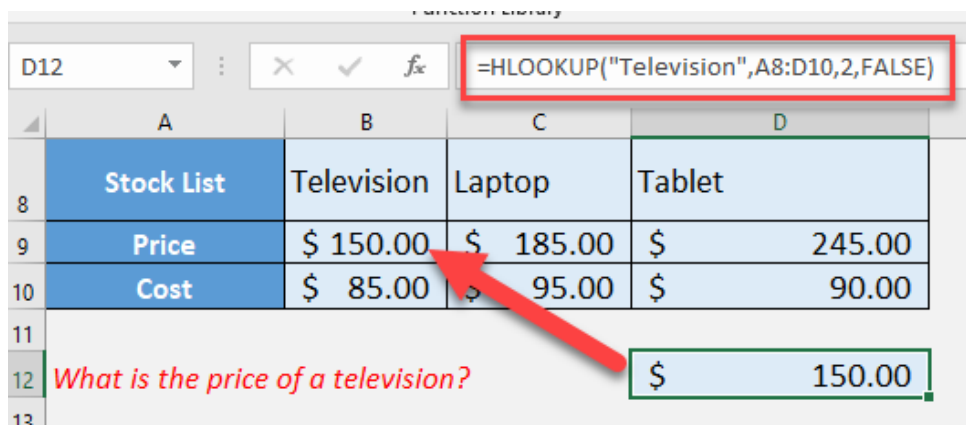 Function Library
D12 fx =HLOOKUP("Television",A8:D10,2,FALSE)
A B C D
8 Stock List Television Laptop Tablet
9 Price $ 150.00 $ 185.00 $ 245.00
10 Cost $ 85.00 $ 95.00 $ 90.00
11
12 What is the price of a television? $ 150.00
13